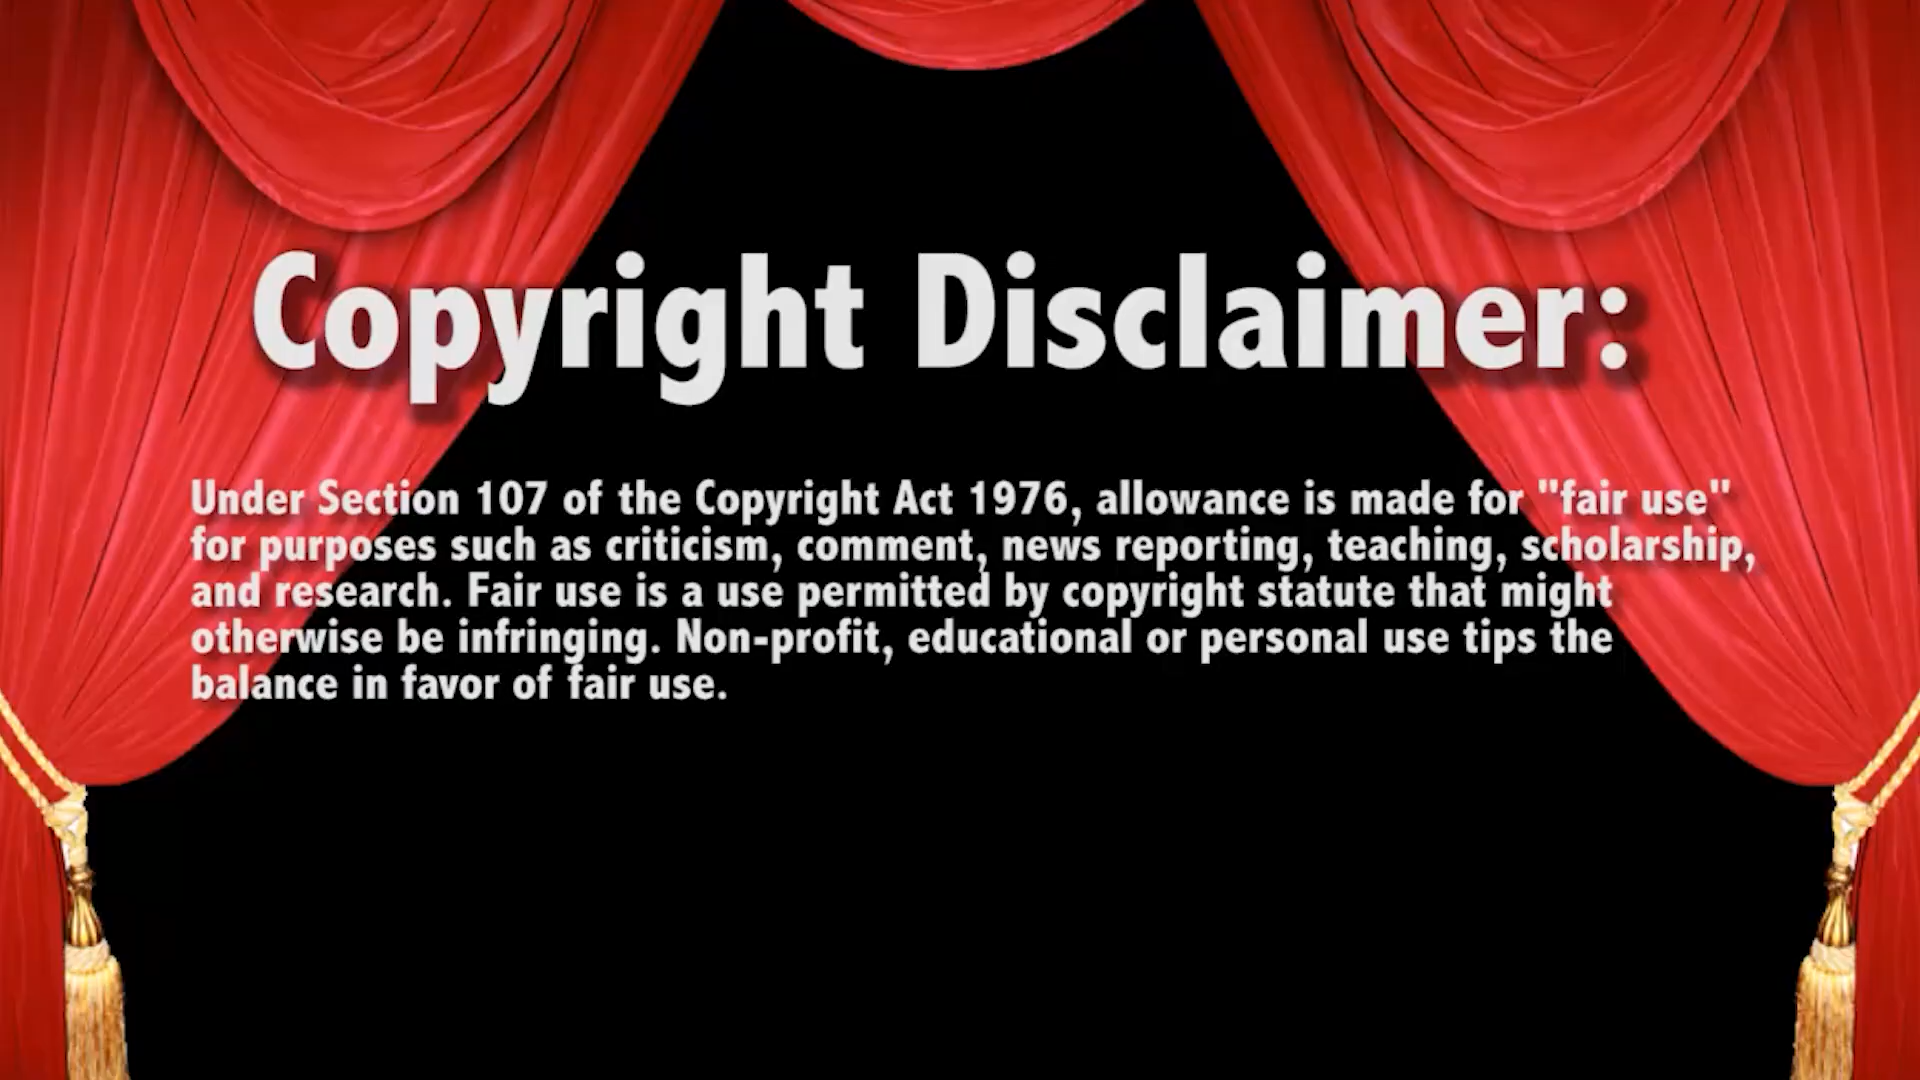 Copyright Disclaimer:
Under Section 107 of the Copyright Act 1976, allowance is made for "fair use"
for purposes such as criticism, comment, news reporting, teaching, scholarship,
and research. Fair use is a use permitted by copyright statute that might
otherwise be infringing. Non-profit, educational or personal use tips the
balance in favor of fair use.